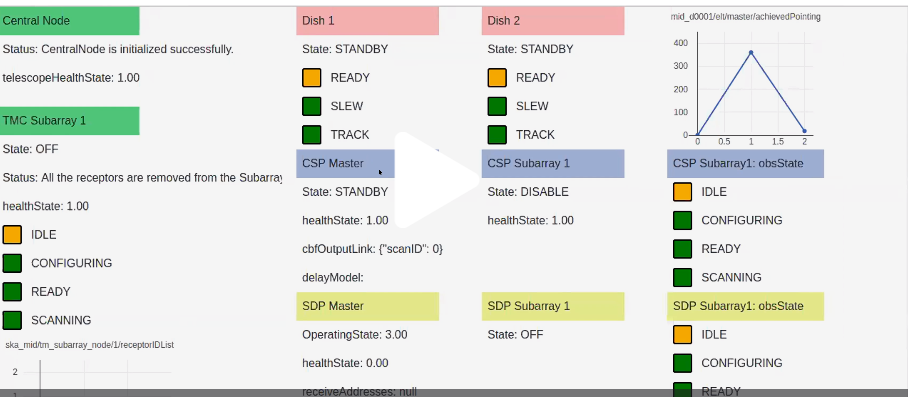 Central Node
Status: CentralNode is initialized successfully.
telescopeHealthState: 1.00
TMC Subarray 1
State: OFF
Status: All the receptors are removed from the Subarray
healthState: 1.00
IDLE
CONFIGURING
READY
SCANNING
ska_mid/tm_subarray_node/1/receptorIDList
2
1
Dish 1
State: STANDBY
READY
SLEW
TRACK
CSP Master
State: STANDBY
healthState: 1.00
cbfOutputLink: {"scanID": 0}
delayModel:
SDP Master
OperatingState: 3.00
healthState: 0.00
receiveAddresses: null
Dish 2
State: STANDBY
READY
SLEW
TRACK
CSP Subarray 1
State: DISABLE
healthState: 1.00
SDP Subarray 1
State: OFF
mid_d0001/elt/master/achievedPointing
400
300
200
100
0
0 0.5 1 1.5 2
CSP Subarray1: obsState
IDLE
CONFIGURING
READY
SCANNING
SDP Subarray1: obsState
IDLE
CONFIGURING
READY